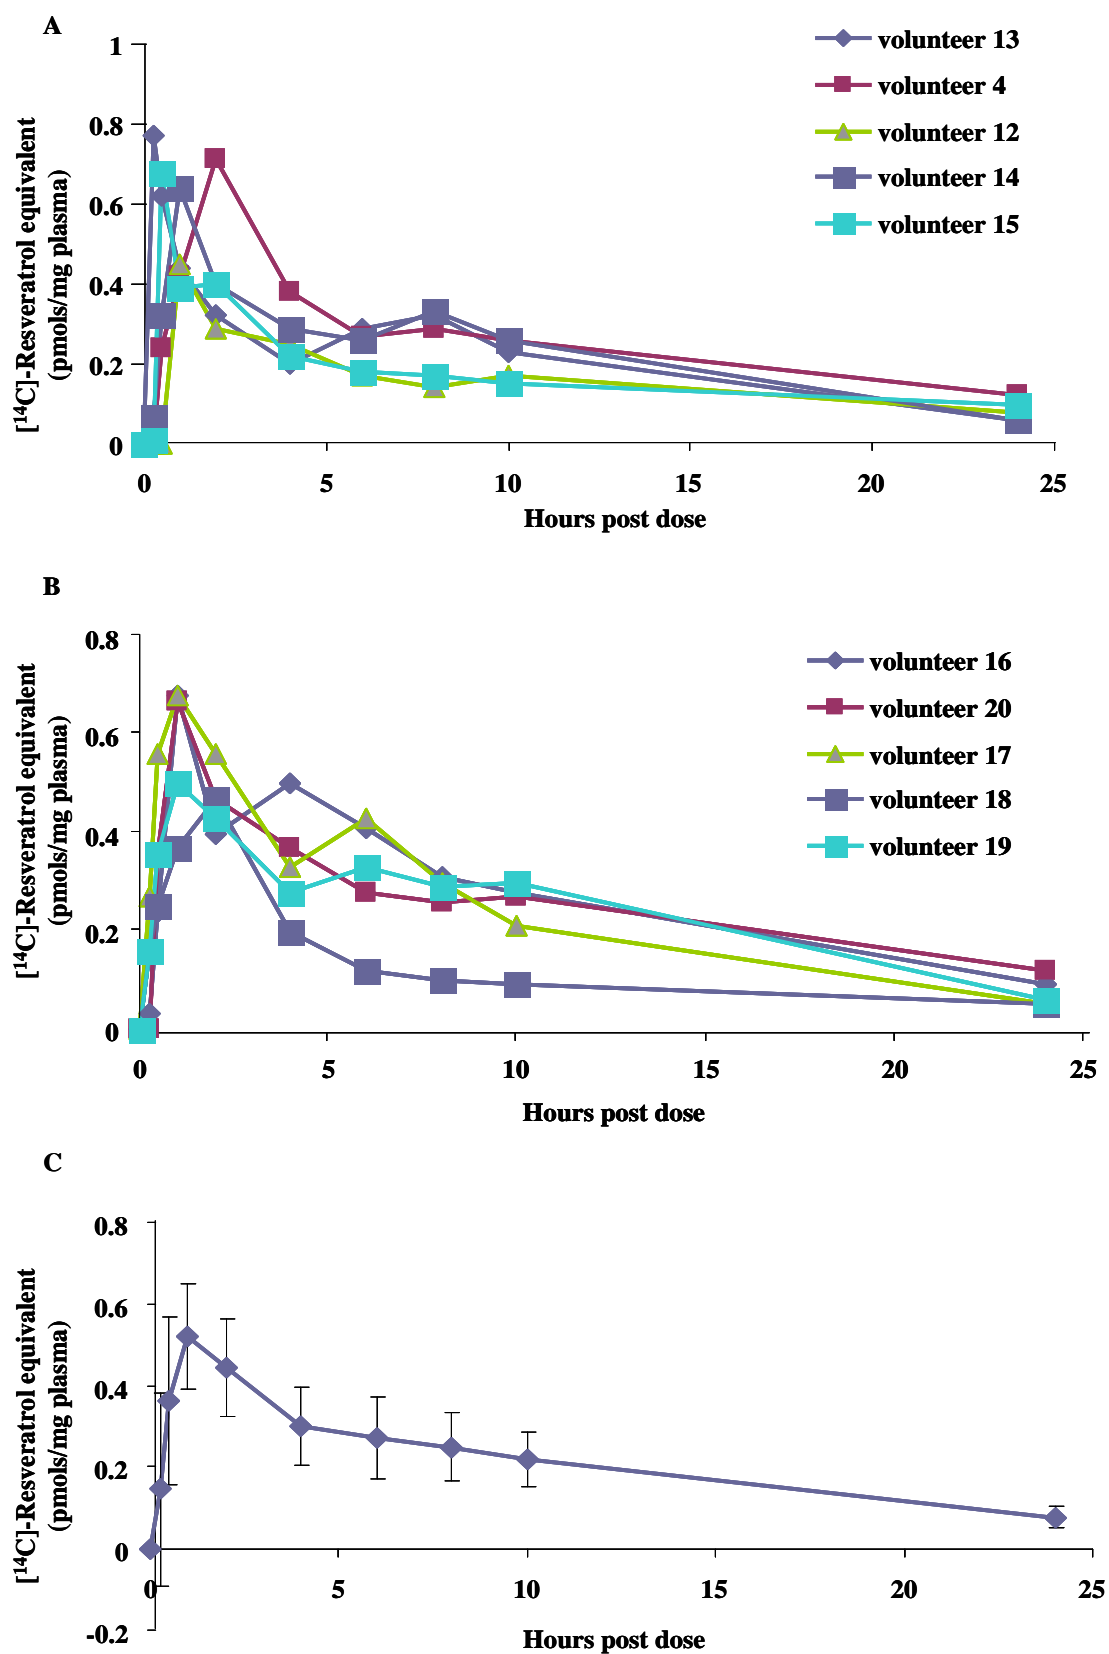 A
[¹⁴C]-Resveratrol equivalent
(pmols/mg plasma)
1
0.8
0.6
0.4
0.2
0
0 5 10 15 20 25
Hours post dose
volunteer 13
volunteer 4
volunteer 12
volunteer 14
volunteer 15
B
[¹⁴C]-Resveratrol equivalent
(pmols/mg plasma)
0.8
0.6
0.4
0.2
0
0 5 10 15 20 25
Hours post dose
volunteer 16
volunteer 20
volunteer 17
volunteer 18
volunteer 19
C
[¹⁴C]-Resveratrol equivalent
(pmols/mg plasma)
0.8
0.6
0.4
0.2
0
-0.2
0 5 10 15 20 25
Hours post dose